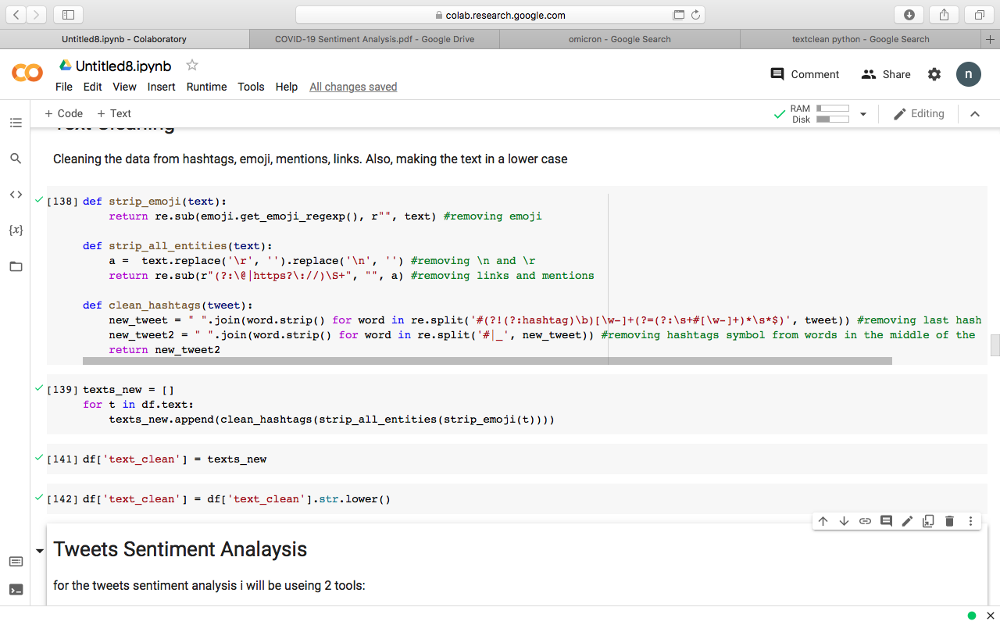 colab.research.google.com
Untitled8.ipynb - Colaboratory
COVID-19 Sentiment Analysis.pdf - Google Drive
omicron - Google Search
textclean python - Google Search
Untitled8.ipynb
File Edit View Insert Runtime Tools Help All changes saved
Comment
Share
n
+ Code + Text
RAM
Disk
Editing
Text Cleaning
Cleaning the data from hashtags, emoji, mentions, links. Also, making the text in a lower case
[138] def strip_emoji(text):
return re.sub(emoji.get_emoji_regexp(), r"", text) #removing emoji
def strip_all_entities(text):
a =  text.replace('\r', '').replace('\n', '') #removing \n and \r
return re.sub(r"(?:\@|https?\://)\S+", "", a) #removing links and mentions
def clean_hashtags(tweet):
new_tweet = " ".join(word.strip() for word in re.split('#(?!(?:hashtag)\b)[\w-]+(?=(?:\s+#[\w-]+)*\s*$)', tweet)) #removing last hash
new_tweet2 = " ".join(word.strip() for word in re.split('#|_', new_tweet)) #removing hashtags symbol from words in the middle of the
return new_tweet2
[139] texts_new = []
for t in df.text:
texts_new.append(clean_hashtags(strip_all_entities(strip_emoji(t))))
[141] df['text_clean'] = texts_new
[142] df['text_clean'] = df['text_clean'].str.lower()
Tweets Sentiment Analaysis
for the tweets sentiment analysis i will be useing 2 tools: